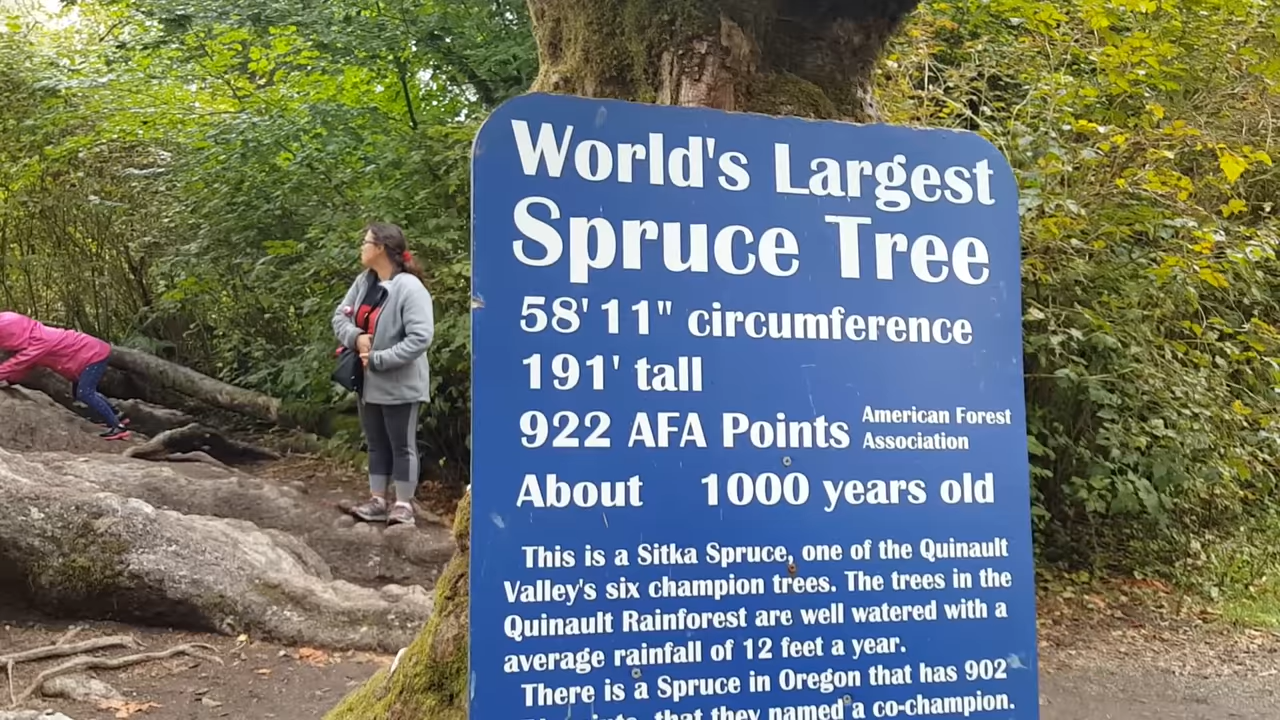 World's Largest
Spruce Tree
58' 11" circumference
191' tall
922 AFA Points American Forest
Association
About 1000 years old
This is a Sitka Spruce, one of the Quinault
Valley's six champion trees. The trees in the
Quinault Rainforest are well watered with a
average rainfall of 12 feet a year.
There is a Spruce in Oregon that has 902
that they named a co-champion.